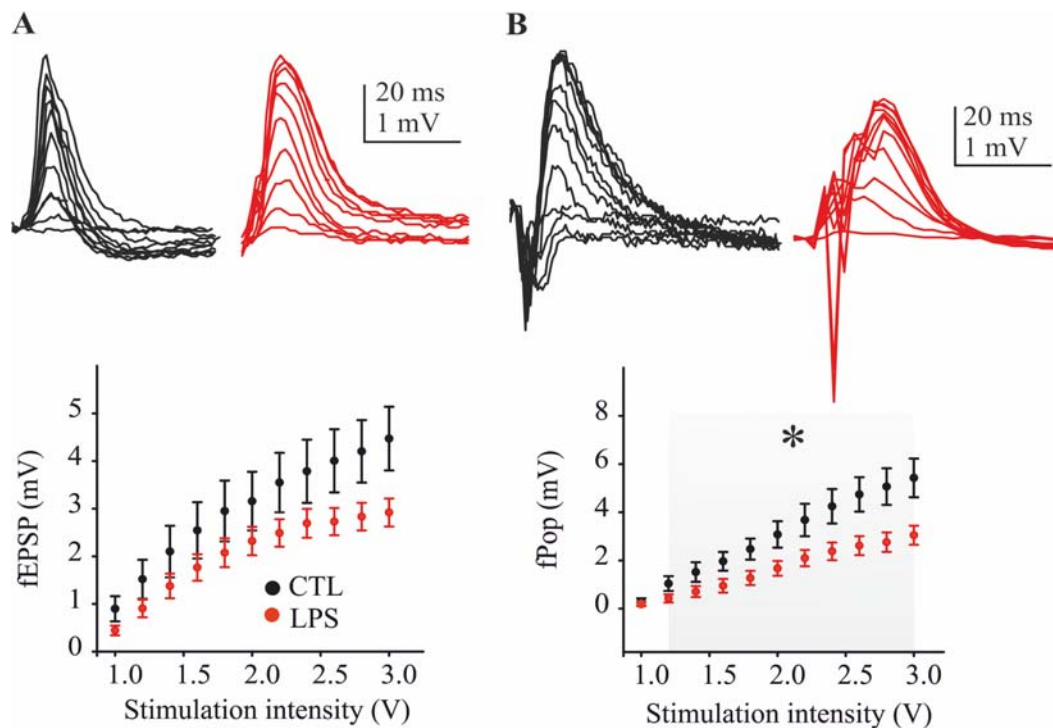 A
20 ms
1 mV
B
20 ms
1 mV
fEPSP (mV)
5
4
3
2
1
0
CTL
LPS
1.0 1.5 2.0 2.5 3.0
Stimulation intensity (V)
fPop (mV)
8
6
4
2
0
*
1.0 1.5 2.0 2.5 3.0
Stimulation intensity (V)